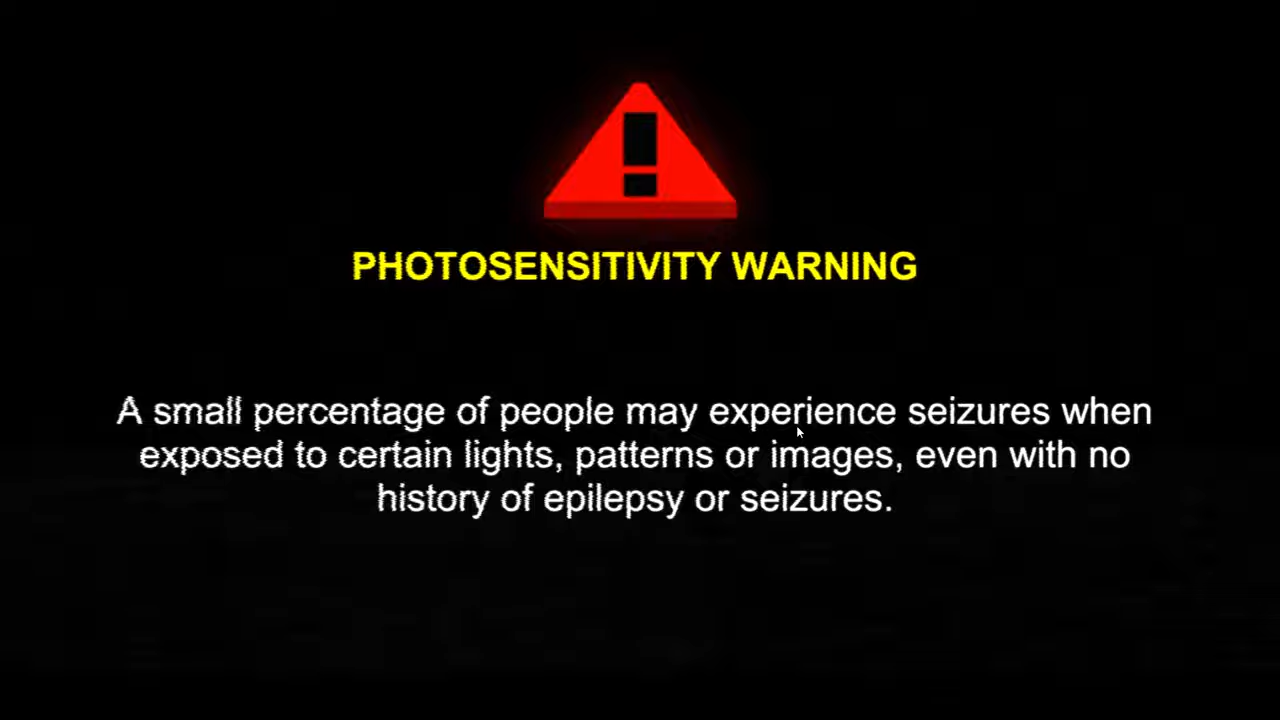 PHOTOSENSITIVITY WARNING
A small percentage of people may experience seizures when
exposed to certain lights, patterns or images, even with no
history of epilepsy or seizures.